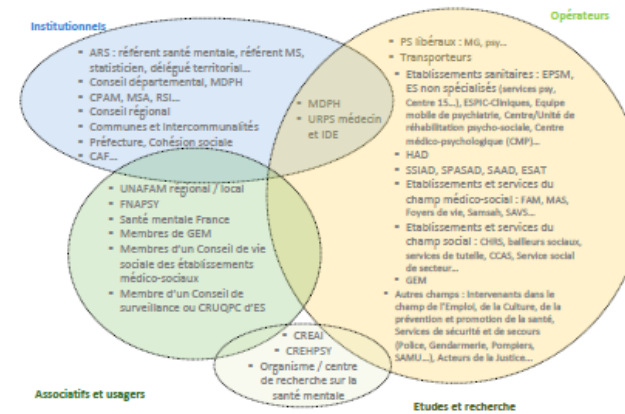 Institutionnels
ARS : référent santé mentale, référent MS,
statisticien, délégué territorial...
Conseil départemental, MDPH
CPAM, MSA, RSI...
Conseil régional
Communes et Intercommunalités
Préfecture, Cohésion sociale
CAF...
MDPH
URPS médecin
et IDE
Opérateurs
PS libéraux : MG, psy...
Transporteurs
Etablissements sanitaires : EPSM,
ES non spécialisés (services psy,
Centre 15...), ESPIC-Cliniques, Equipe
mobile de psychiatrie, Centre/Unité de
réhabilitation psycho-sociale, Centre
médico-psychologique (CMP)...
HAD
SSIAD, SPASAD, SAAD, ESAT
Etablissements et services du
champ médico-social : FAM, MAS,
Foyers de vie, Samsah, SAVS...
Etablissements et services du
champ social : CHRS, bailleurs sociaux,
services de tutelle, CCAS, Service social
de secteur...
GEM
Autres champs : Intervenants dans le
champ de l'Emploi, de la Culture, de la
prévention et promotion de la santé,
Services de sécurité et de secours
(Police, Gendarmerie, Pompiers,
SAMU...), Acteurs de la Justice...
UNAFAM régional / local
FNAPSY
Santé mentale France
Membres de GEM
Membres d'un Conseil de vie
sociale des établissements
médico-sociaux
Membre d'un Conseil de
surveillance ou CRUQPC d'ES
CREAI
CREHPSY
Organisme / centre
de recherche sur la
santé mentale
Associatifs et usagers
Etudes et recherche